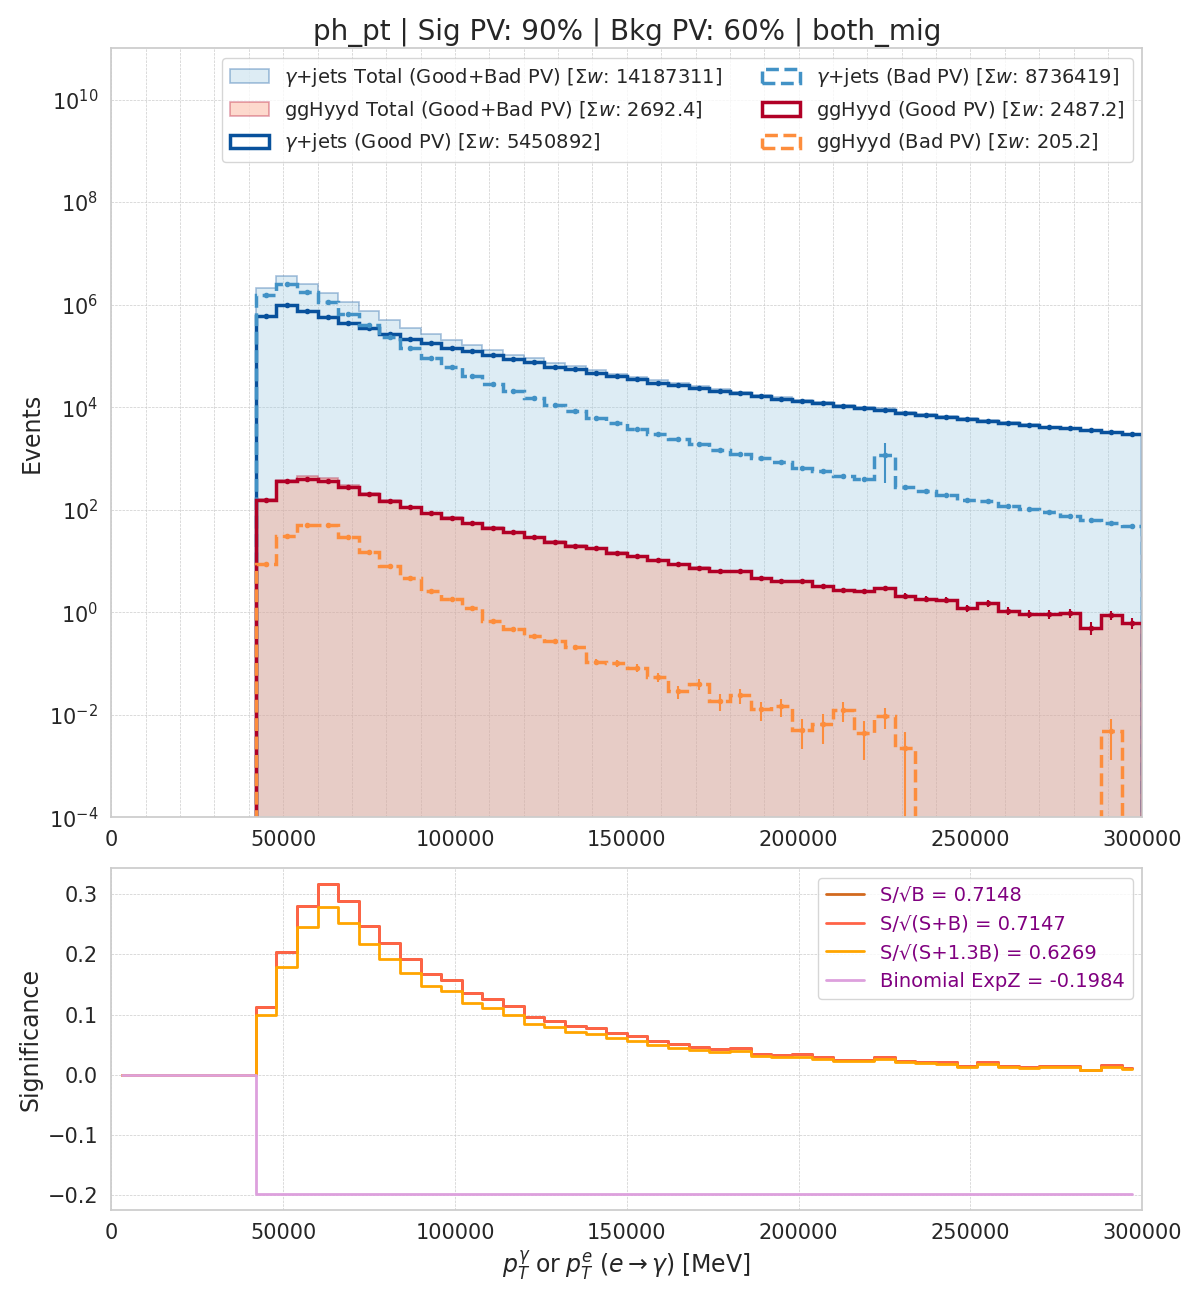 ph_pt | Sig PV: 90% | Bkg PV: 60% | both_mig
γ+jets Total (Good+Bad PV) [Σw: 14187311]
ggHyyd Total (Good+Bad PV) [Σw: 2692.4]
γ+jets (Good PV) [Σw: 5450892]
γ+jets (Bad PV) [Σw: 8736419]
ggHyyd (Good PV) [Σw: 2487.2]
ggHyyd (Bad PV) [Σw: 205.2]
Events
10^10
10^8
10^6
10^4
10^2
10^0
10^−2
10^−4
0 50000 100000 150000 200000 250000 300000
S/√B = 0.7148
S/√(S+B) = 0.7147
S/√(S+1.3B) = 0.6269
Binomial ExpZ = -0.1984
Significance
0.3
0.2
0.1
0.0
−0.1
−0.2
0 50000 100000 150000 200000 250000 300000
p_T^γ or p_T^e (e→γ) [MeV]